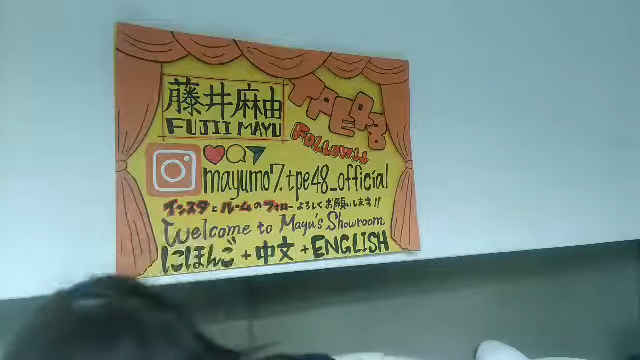 藤井麻由
FUJII MAYU
TPE48
FOLLOW!!
mayumo7.tpe48_official
インスタとルームのフォローよろしくお願いします!!
Welcome to Mayu's Showroom
にほんご+中文+ENGLISH